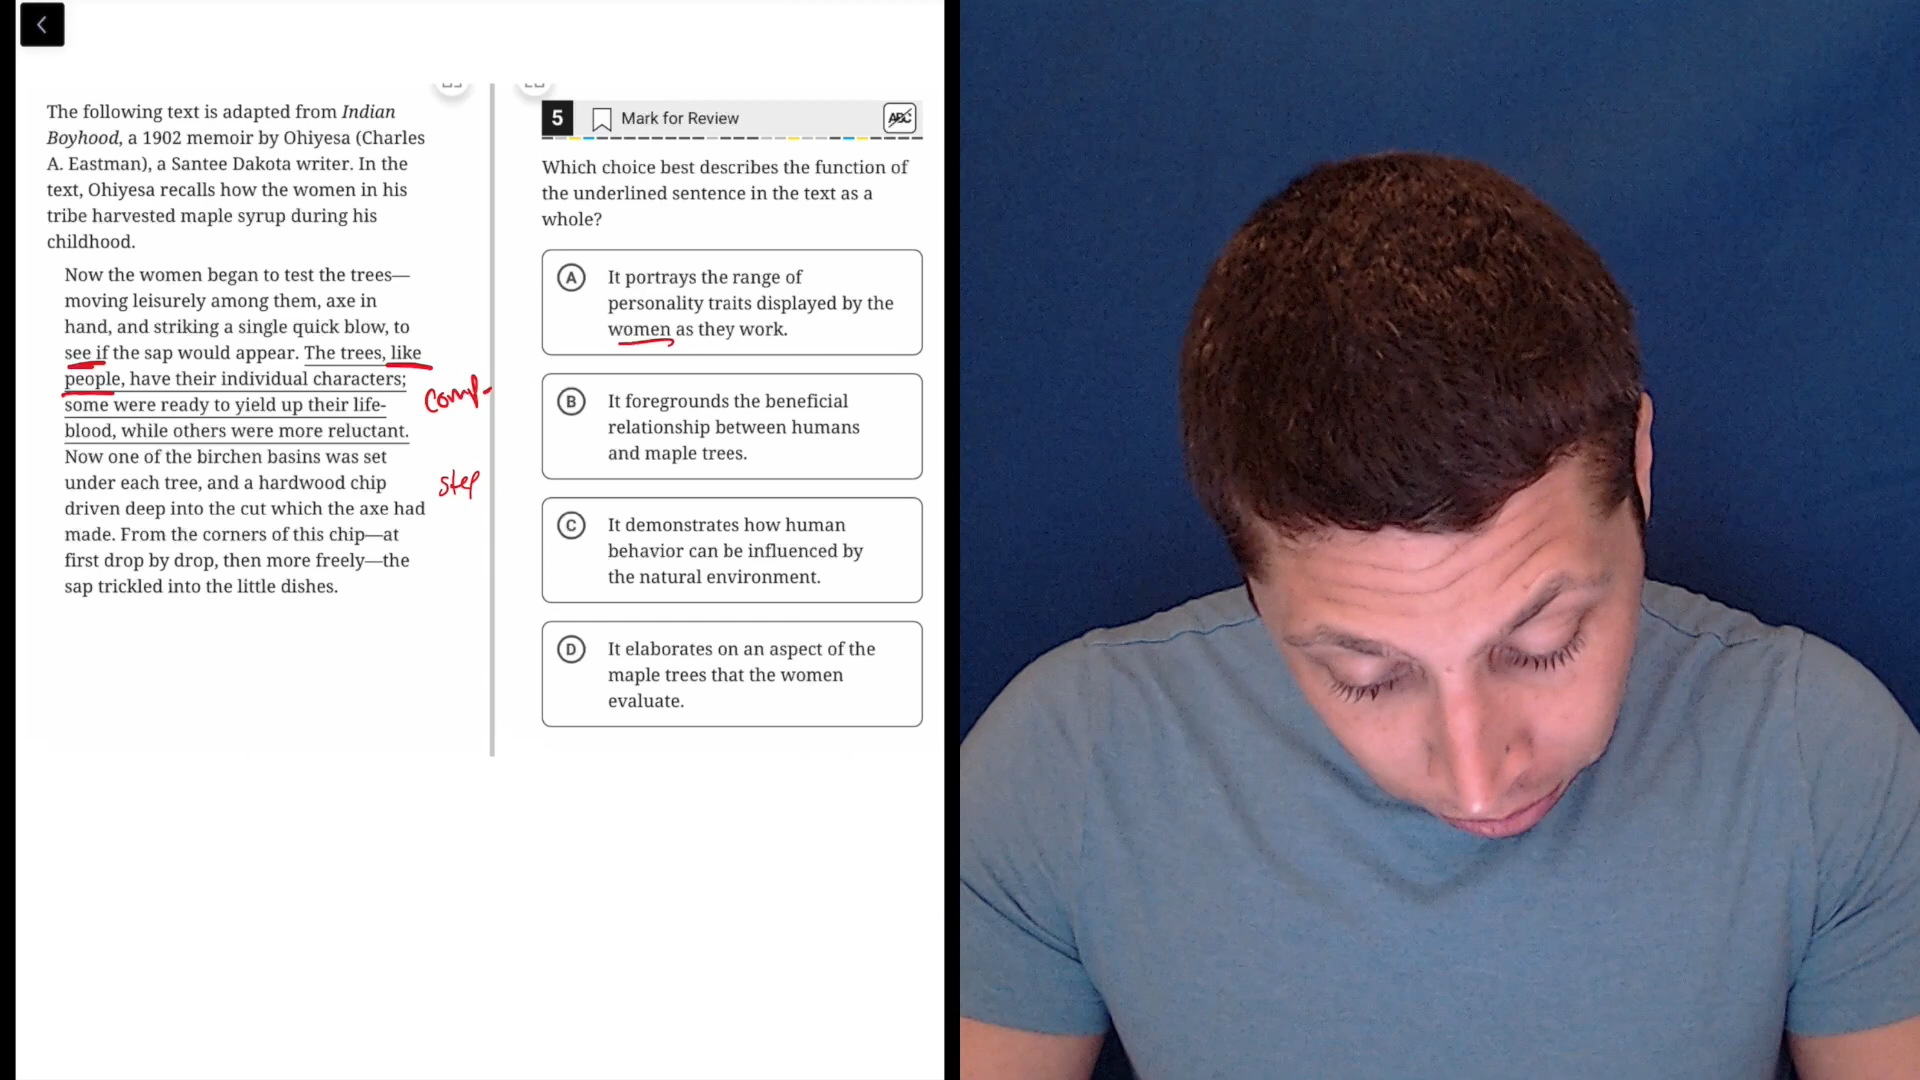 The following text is adapted from Indian
Boyhood, a 1902 memoir by Ohiyesa (Charles
A. Eastman), a Santee Dakota writer. In the
text, Ohiyesa recalls how the women in his
tribe harvested maple syrup during his
childhood.
Now the women began to test the trees—
moving leisurely among them, axe in
hand, and striking a single quick blow, to
see if the sap would appear. The trees, like
people, have their individual characters;
some were ready to yield up their life-
blood, while others were more reluctant.
Now one of the birchen basins was set
under each tree, and a hardwood chip
driven deep into the cut which the axe had
made. From the corners of this chip—at
first drop by drop, then more freely—the
sap trickled into the little dishes.
comp-
step
5 Mark for Review ABC
Which choice best describes the function of
the underlined sentence in the text as a
whole?
A It portrays the range of
personality traits displayed by the
women as they work.
B It foregrounds the beneficial
relationship between humans
and maple trees.
C It demonstrates how human
behavior can be influenced by
the natural environment.
D It elaborates on an aspect of the
maple trees that the women
evaluate.